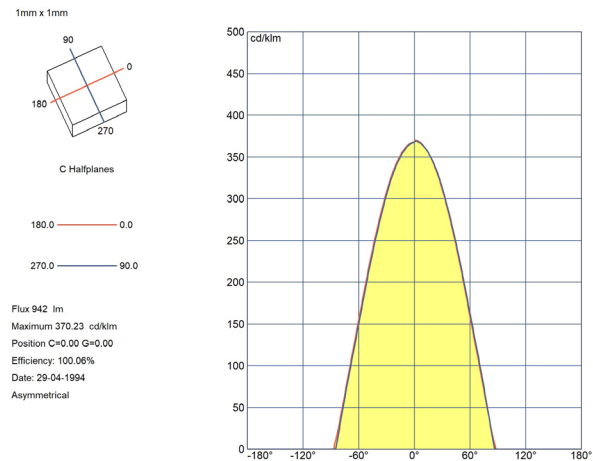 1mm x 1mm
90
0
180
270
C Halfplanes
180.0 0.0
270.0 90.0
Flux 942 lm
Maximum 370.23 cd/klm
Position C=0.00 G=0.00
Efficiency: 100.06%
Date: 29-04-1994
Asymmetrical
500
cd/klm
450
400
350
300
250
200
150
100
50
0
-180° -120° -60° 0° 60° 120° 180°